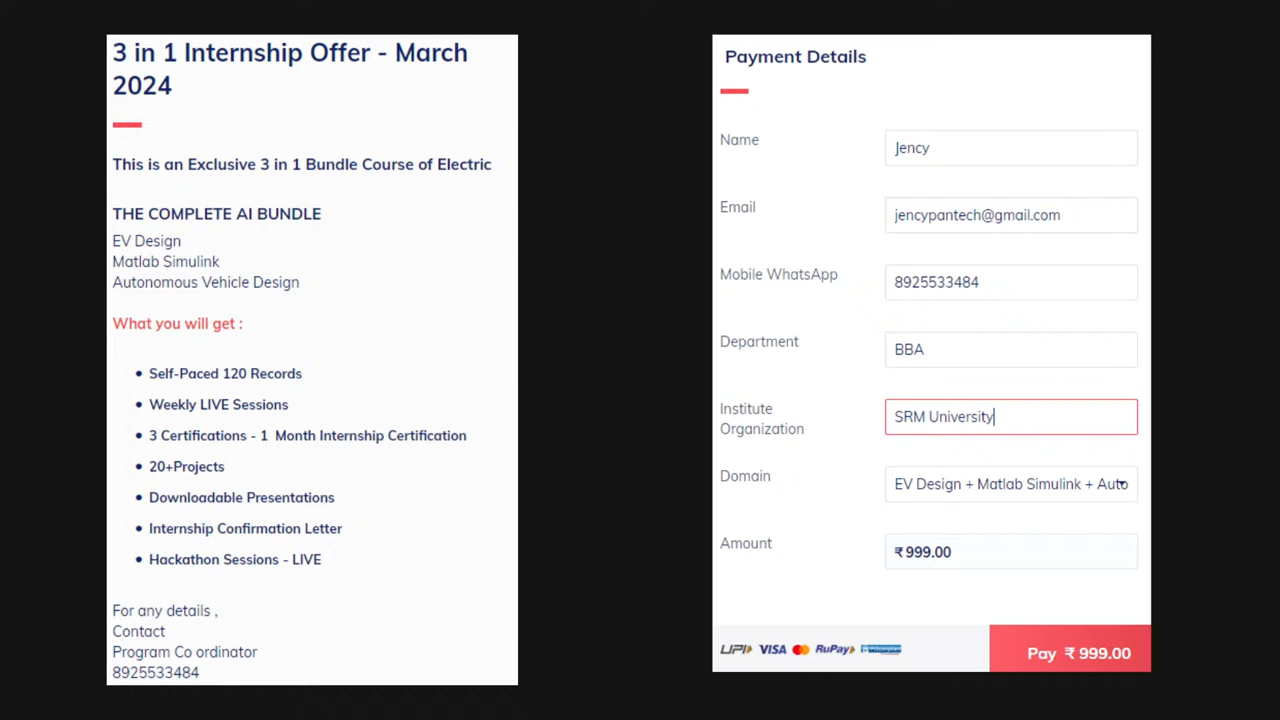 3 in 1 Internship Offer - March
2024
This is an Exclusive 3 in 1 Bundle Course of Electric
THE COMPLETE AI BUNDLE
EV Design
Matlab Simulink
Autonomous Vehicle Design
What you will get :
• Self-Paced 120 Records
• Weekly LIVE Sessions
• 3 Certifications - 1 Month Internship Certification
• 20+Projects
• Downloadable Presentations
• Internship Confirmation Letter
• Hackathon Sessions - LIVE
For any details ,
Contact
Program Co ordinator
8925533484
Payment Details
Name
Jency
Email
jencypantech@gmail.com
Mobile WhatsApp
8925533484
Department
BBA
Institute
Organization
SRM University
Domain
EV Design + Matlab Simulink + Auto
Amount
₹ 999.00
UPI VISA RuPay
Pay ₹ 999.00